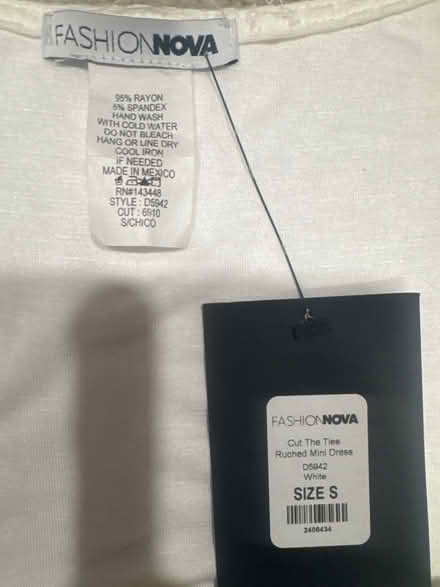 FASHIONNOVA
95% RAYON
5% SPANDEX
HAND WASH
WITH COLD WATER
DO NOT BLEACH
HANG OR LINE DRY
COOL IRON
IF NEEDED
MADE IN MEXICO
RN#143448
STYLE : D5942
CUT : 6910
S/CHICO
FASHIONNOVA
Cut The Ties
Ruched Mini Dress
D5942
White
SIZE S
2406434